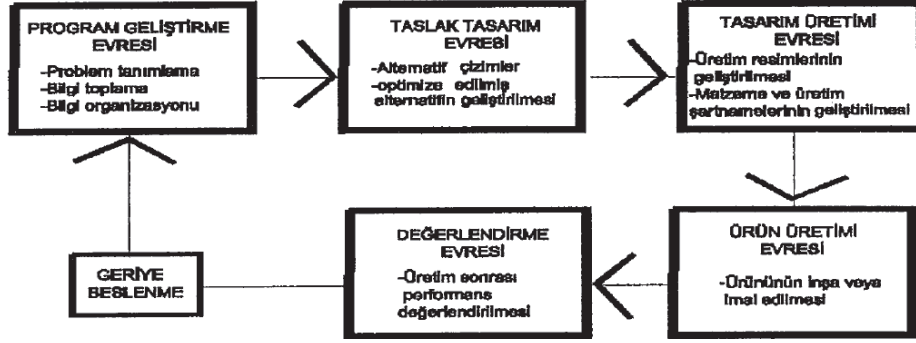 PROGRAM GELİŞTİRME
EVRESİ
-Problem tanımlama
-Bilgi toplama
-Bilgi organizasyonu
TASLAK TASARIM
EVRESİ
-Alternatif çizimler
-optimize edilmiş
alternatifin geliştirilmesi
TASARIM ÜRETİMİ
EVRESİ
-Üretim resimlerinin
geliştirilmesi
-Malzeme ve üretim
şartnamelerinin geliştirilmesi
ÜRÜN ÜRETİMİ
EVRESİ
-Ürününün inşa veya
imal edilmesi
DEĞERLENDİRME
EVRESİ
-Üretim sonrası
performans
değerlendirilmesi
GERİYE
BESLENME